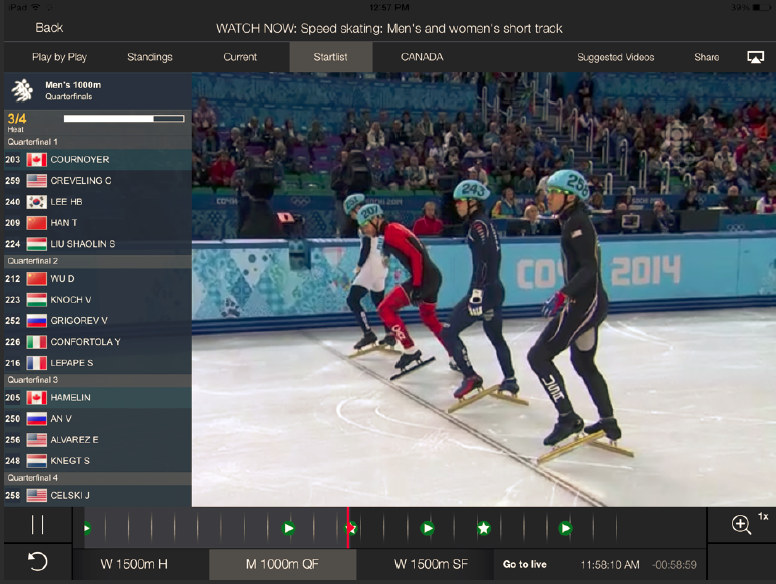 iPad
12:57 PM
39%
Back
WATCH NOW: Speed skating: Men's and women's short track
Play by Play
Standings
Current
Startlist
CANADA
Suggested Videos
Share
Men's 1000m
Quarterfinals
3/4
Heat
Quarterfinal 1
203 COURNOYER
259 CREVELING C
240 LEE HB
209 HAN T
224 LIU SHAOLIN S
Quarterfinal 2
212 WU D
223 KNOCH V
252 GRIGOREV V
226 CONFORTOLA Y
216 LEPAPE S
Quarterfinal 3
205 HAMELIN
250 AN V
256 ALVAREZ E
248 KNEGT S
Quarterfinal 4
258 CELSKI J
207
243
258
2014
1x
W 1500m H
M 1000m QF
W 1500m SF
Go to live
11:58:10 AM
-00:58:59